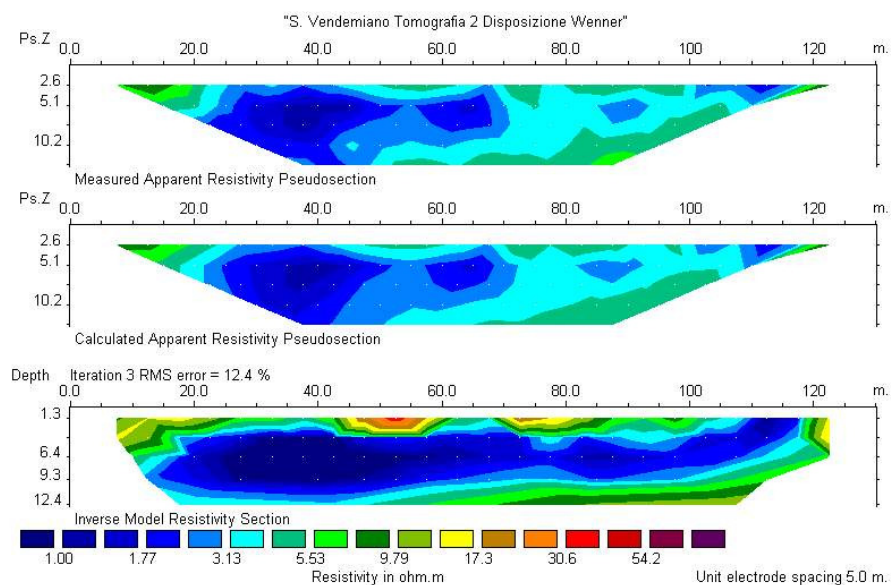 "S. Vendemiano Tomografia 2 Disposizione Wenner"
Ps.Z
0.0 20.0 40.0 60.0 80.0 100 120 m.
2.6
5.1
10.2
Measured Apparent Resistivity Pseudosection
Ps.Z
0.0 20.0 40.0 60.0 80.0 100 120 m.
2.6
5.1
10.2
Calculated Apparent Resistivity Pseudosection
Depth Iteration 3 RMS error = 12.4 %
0.0 20.0 40.0 60.0 80.0 100 120 m.
1.3
6.4
9.3
12.4
Inverse Model Resistivity Section
1.00 1.77 3.13 5.53 9.79 17.3 30.6 54.2
Resistivity in ohm.m Unit electrode spacing 5.0 m.